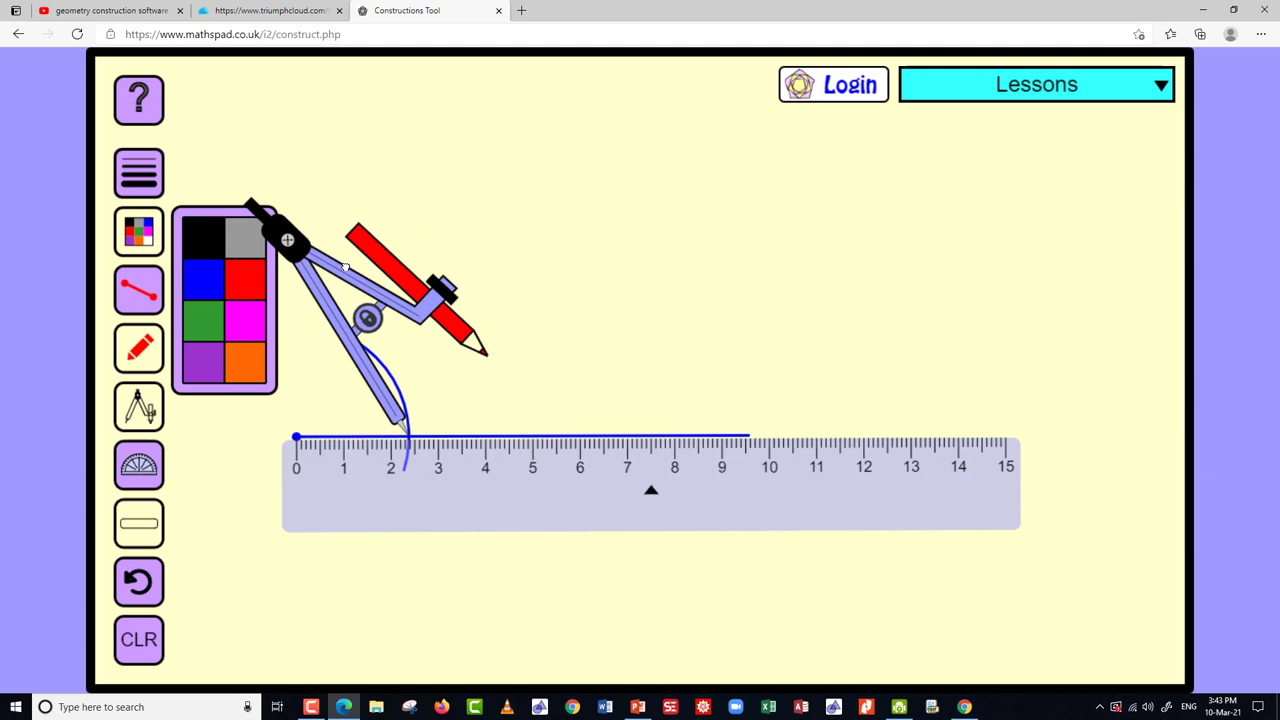 geometry construction software
https://www.triumphcloud.com/
Constructions Tool
https://www.mathspad.co.uk/i2/construct.php
?
Login
Lessons
0 1 2 3 4 5 6 7 8 9 10 11 12 13 14 15
CLR
Type here to search
ENG
3:43 PM
10-Mar-21